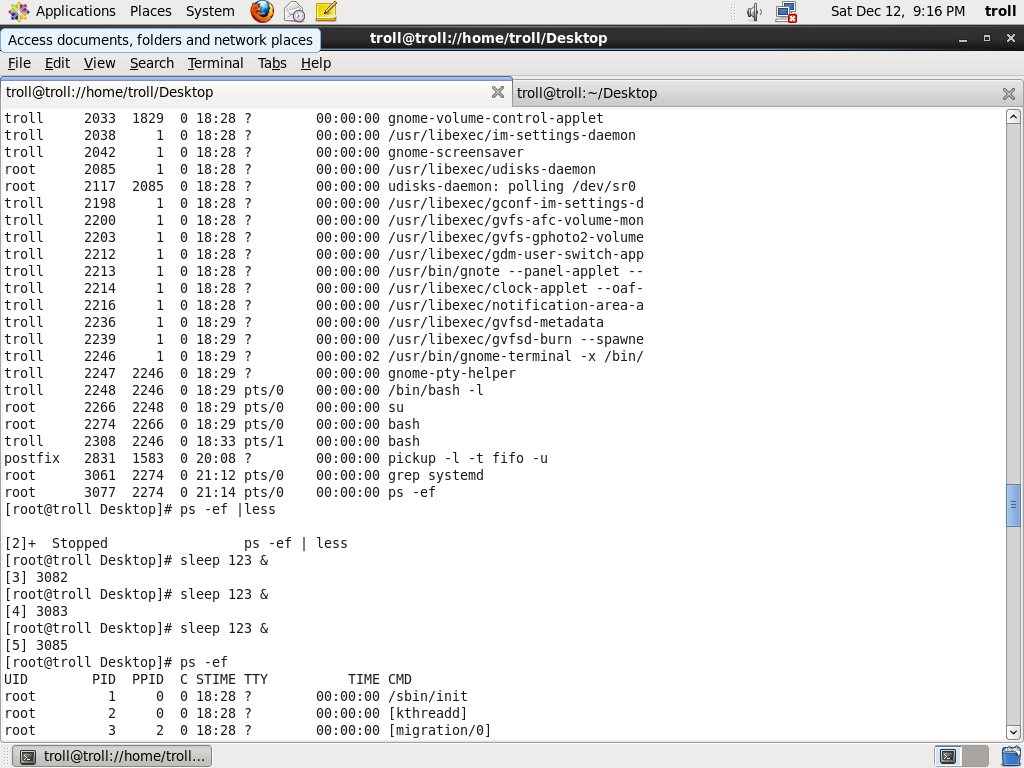 Applications Places System Sat Dec 12, 9:16 PM troll
Access documents, folders and network places
troll@troll://home/troll/Desktop
File Edit View Search Terminal Tabs Help
troll@troll://home/troll/Desktop troll@troll:~/Desktop
troll     2033  1829  0 18:28 ?        00:00:00 gnome-volume-control-applet
troll     2038     1  0 18:28 ?        00:00:00 /usr/libexec/im-settings-daemon
troll     2042     1  0 18:28 ?        00:00:00 gnome-screensaver
root      2085     1  0 18:28 ?        00:00:00 /usr/libexec/udisks-daemon
root      2117  2085  0 18:28 ?        00:00:00 udisks-daemon: polling /dev/sr0
troll     2198     1  0 18:28 ?        00:00:00 /usr/libexec/gconf-im-settings-d
troll     2200     1  0 18:28 ?        00:00:00 /usr/libexec/gvfs-afc-volume-mon
troll     2203     1  0 18:28 ?        00:00:00 /usr/libexec/gvfs-gphoto2-volume
troll     2212     1  0 18:28 ?        00:00:00 /usr/libexec/gdm-user-switch-app
troll     2213     1  0 18:28 ?        00:00:00 /usr/bin/gnote --panel-applet --
troll     2214     1  0 18:28 ?        00:00:00 /usr/libexec/clock-applet --oaf-
troll     2216     1  0 18:28 ?        00:00:00 /usr/libexec/notification-area-a
troll     2236     1  0 18:29 ?        00:00:00 /usr/libexec/gvfsd-metadata
troll     2239     1  0 18:29 ?        00:00:00 /usr/libexec/gvfsd-burn --spawne
troll     2246     1  0 18:29 ?        00:00:02 /usr/bin/gnome-terminal -x /bin/
troll     2247  2246  0 18:29 ?        00:00:00 gnome-pty-helper
troll     2248  2246  0 18:29 pts/0    00:00:00 /bin/bash -l
root      2266  2248  0 18:29 pts/0    00:00:00 su
root      2274  2266  0 18:29 pts/0    00:00:00 bash
troll     2308  2246  0 18:33 pts/1    00:00:00 bash
postfix   2831  1583  0 20:08 ?        00:00:00 pickup -l -t fifo -u
root      3061  2274  0 21:12 pts/0    00:00:00 grep systemd
root      3077  2274  0 21:14 pts/0    00:00:00 ps -ef
[root@troll Desktop]# ps -ef |less
[2]+  Stopped                 ps -ef | less
[root@troll Desktop]# sleep 123 &
[3] 3082
[root@troll Desktop]# sleep 123 &
[4] 3083
[root@troll Desktop]# sleep 123 &
[5] 3085
[root@troll Desktop]# ps -ef
UID        PID  PPID  C STIME TTY          TIME CMD
root         1     0  0 18:28 ?        00:00:00 /sbin/init
root         2     0  0 18:28 ?        00:00:00 [kthreadd]
root         3     2  0 18:28 ?        00:00:00 [migration/0]
troll@troll://home/troll...